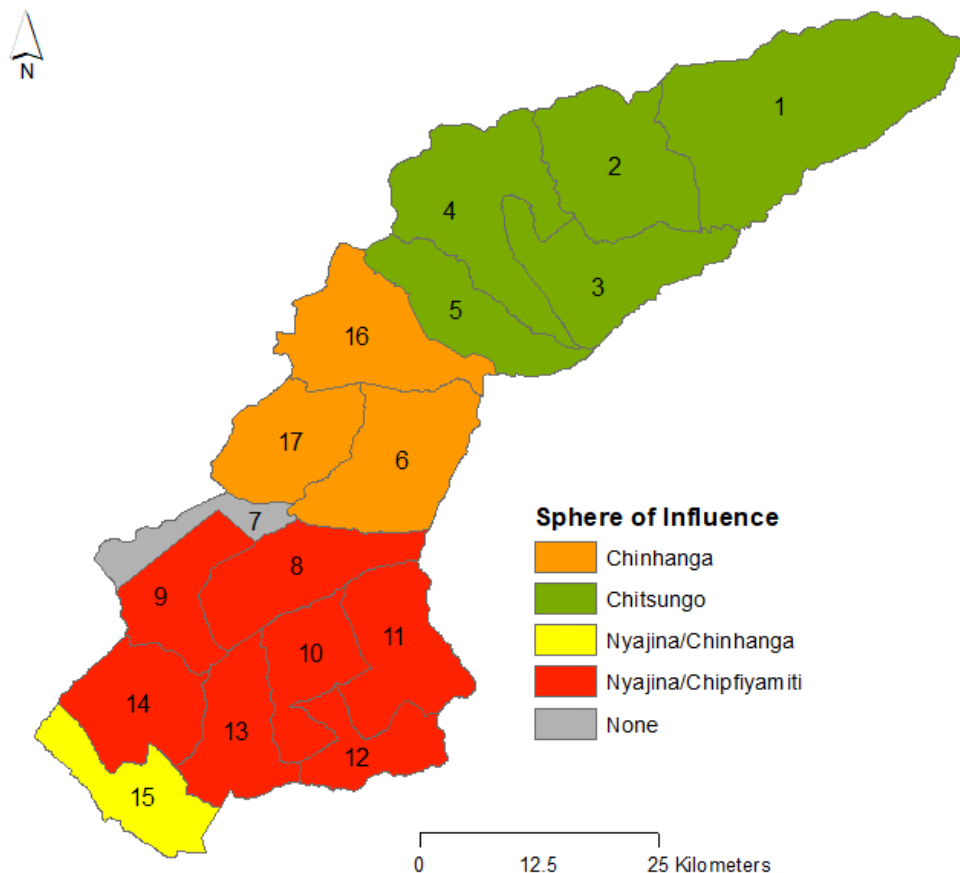 N
1
2
4
3
5
16
17
6
7
8
9
10
11
14
13
12
15
Sphere of Influence
Chinhanga
Chitsungo
Nyajina/Chinhanga
Nyajina/Chipfiyamiti
None
0 12.5 25 Kilometers